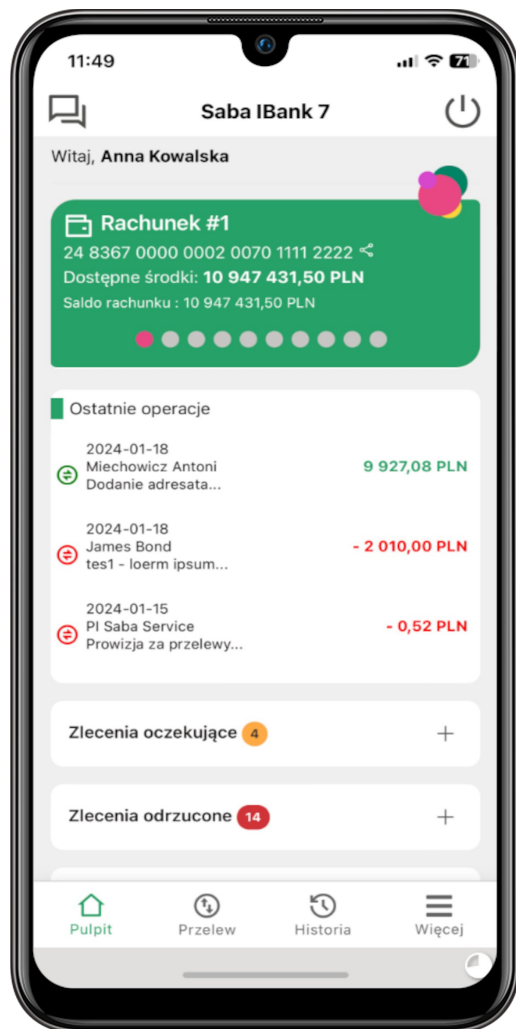 11:49
71
Saba IBank 7
Witaj, Anna Kowalska
Rachunek #1
24 8367 0000 0002 0070 1111 2222
Dostępne środki: 10 947 431,50 PLN
Saldo rachunku : 10 947 431,50 PLN
Ostatnie operacje
2024-01-18
Miechowicz Antoni
9 927,08 PLN
Dodanie adresata...
2024-01-18
James Bond
- 2 010,00 PLN
tes1 - loerm ipsum...
2024-01-15
PI Saba Service
- 0,52 PLN
Prowizja za przelewy...
Zlecenia oczekujące 4
Zlecenia odrzucone 14
Pulpit
Przelew
Historia
Więcej